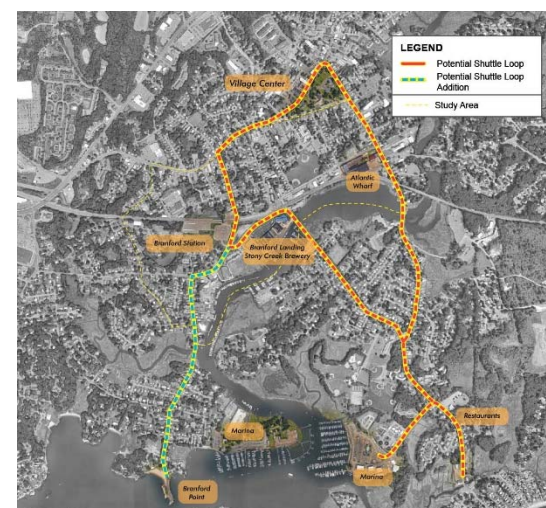 LEGEND
Potential Shuttle Loop
Potential Shuttle Loop
Addition
Study Area
Village Center
Atlantic
Wharf
Branford Station
Branford Landing
Stony Creek Brewery
Restaurants
Marina
Marina
Branford
Point